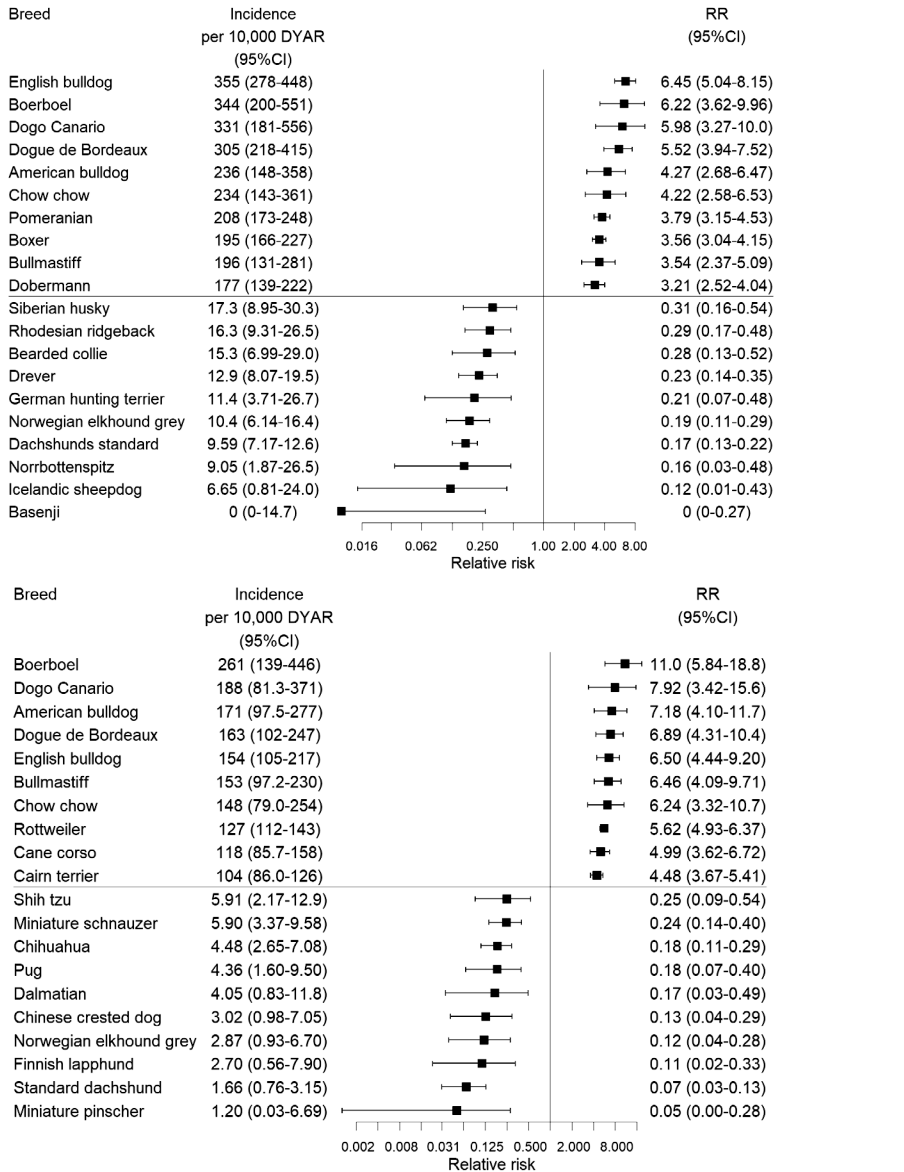 Breed Incidence RR
per 10,000 DYAR (95%CI)
(95%CI)
English bulldog 355 (278-448) 6.45 (5.04-8.15)
Boerboel 344 (200-551) 6.22 (3.62-9.96)
Dogo Canario 331 (181-556) 5.98 (3.27-10.0)
Dogue de Bordeaux 305 (218-415) 5.52 (3.94-7.52)
American bulldog 236 (148-358) 4.27 (2.68-6.47)
Chow chow 234 (143-361) 4.22 (2.58-6.53)
Pomeranian 208 (173-248) 3.79 (3.15-4.53)
Boxer 195 (166-227) 3.56 (3.04-4.15)
Bullmastiff 196 (131-281) 3.54 (2.37-5.09)
Dobermann 177 (139-222) 3.21 (2.52-4.04)
Siberian husky 17.3 (8.95-30.3) 0.31 (0.16-0.54)
Rhodesian ridgeback 16.3 (9.31-26.5) 0.29 (0.17-0.48)
Bearded collie 15.3 (6.99-29.0) 0.28 (0.13-0.52)
Drever 12.9 (8.07-19.5) 0.23 (0.14-0.35)
German hunting terrier 11.4 (3.71-26.7) 0.21 (0.07-0.48)
Norwegian elkhound grey 10.4 (6.14-16.4) 0.19 (0.11-0.29)
Dachshunds standard 9.59 (7.17-12.6) 0.17 (0.13-0.22)
Norrbottenspitz 9.05 (1.87-26.5) 0.16 (0.03-0.48)
Icelandic sheepdog 6.65 (0.81-24.0) 0.12 (0.01-0.43)
Basenji 0 (0-14.7) 0 (0-0.27)
0.016 0.062 0.250 1.00 2.00 4.00 8.00
Relative risk
Breed Incidence RR
per 10,000 DYAR (95%CI)
(95%CI)
Boerboel 261 (139-446) 11.0 (5.84-18.8)
Dogo Canario 188 (81.3-371) 7.92 (3.42-15.6)
American bulldog 171 (97.5-277) 7.18 (4.10-11.7)
Dogue de Bordeaux 163 (102-247) 6.89 (4.31-10.4)
English bulldog 154 (105-217) 6.50 (4.44-9.20)
Bullmastiff 153 (97.2-230) 6.46 (4.09-9.71)
Chow chow 148 (79.0-254) 6.24 (3.32-10.7)
Rottweiler 127 (112-143) 5.62 (4.93-6.37)
Cane corso 118 (85.7-158) 4.99 (3.62-6.72)
Cairn terrier 104 (86.0-126) 4.48 (3.67-5.41)
Shih tzu 5.91 (2.17-12.9) 0.25 (0.09-0.54)
Miniature schnauzer 5.90 (3.37-9.58) 0.24 (0.14-0.40)
Chihuahua 4.48 (2.65-7.08) 0.18 (0.11-0.29)
Pug 4.36 (1.60-9.50) 0.18 (0.07-0.40)
Dalmatian 4.05 (0.83-11.8) 0.17 (0.03-0.49)
Chinese crested dog 3.02 (0.98-7.05) 0.13 (0.04-0.29)
Norwegian elkhound grey 2.87 (0.93-6.70) 0.12 (0.04-0.28)
Finnish lapphund 2.70 (0.56-7.90) 0.11 (0.02-0.33)
Standard dachshund 1.66 (0.76-3.15) 0.07 (0.03-0.13)
Miniature pinscher 1.20 (0.03-6.69) 0.05 (0.00-0.28)
0.002 0.008 0.031 0.125 0.500 2.000 8.000
Relative risk